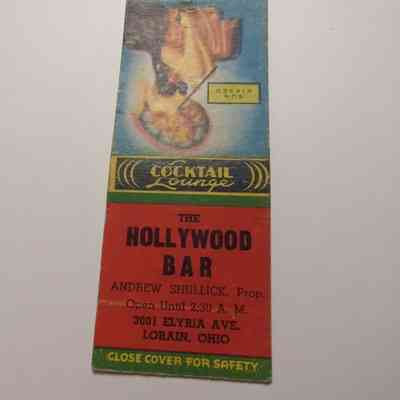 COCKTAIL
Lounge
THE
HOLLYWOOD
BAR
ANDREW SHULLICK, Prop.
Open Until 2:30 A. M.
3001 ELYRIA AVE.
LORAIN, OHIO
CLOSE COVER FOR SAFETY